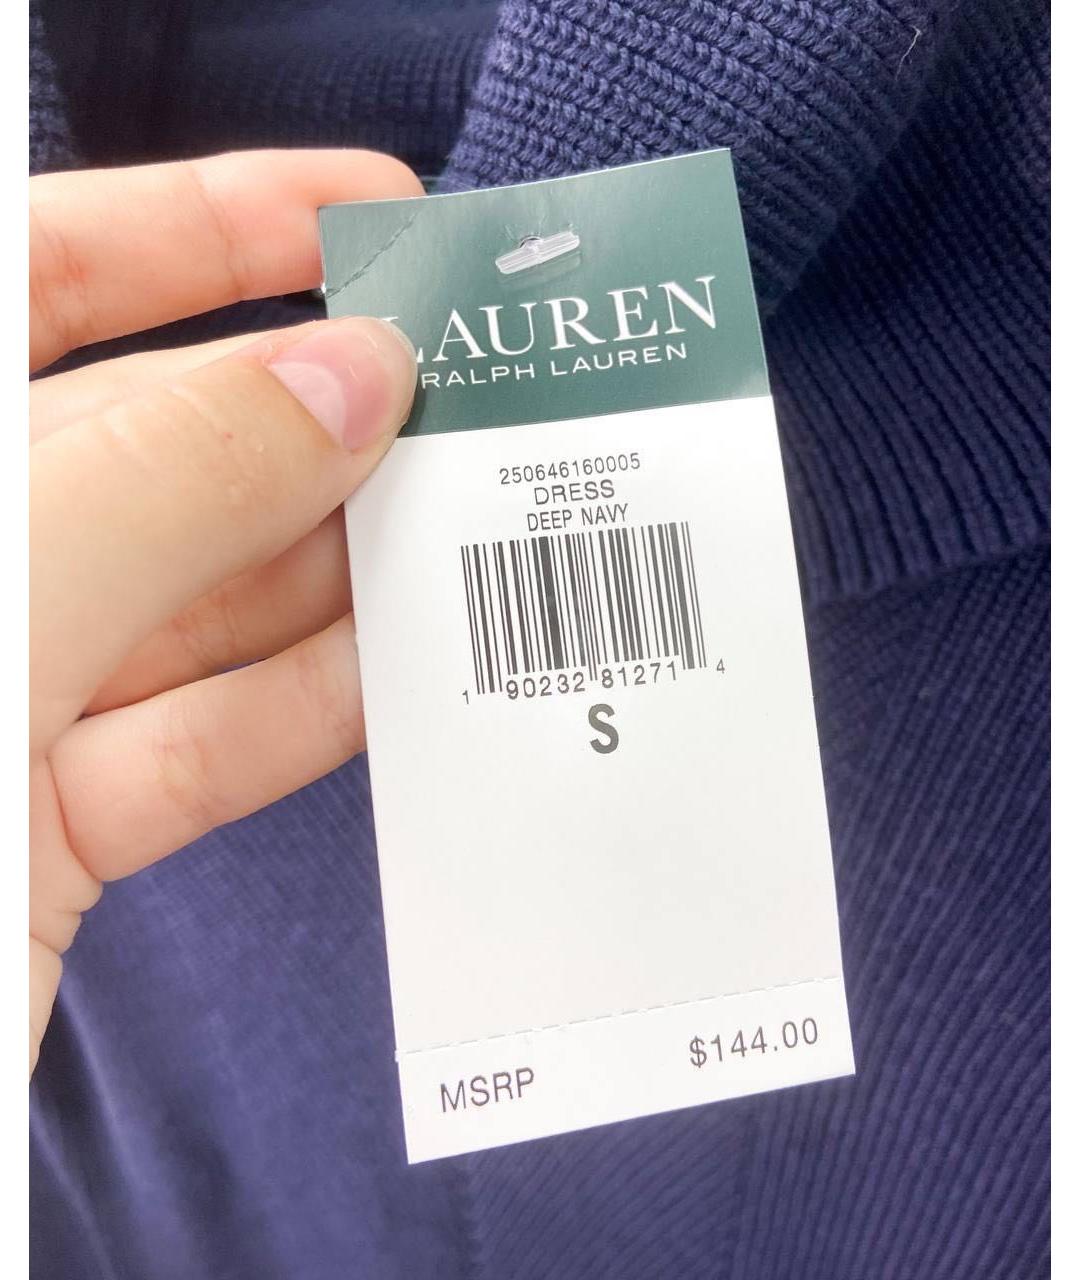 LAUREN
RALPH LAUREN
250646160005
DRESS
DEEP NAVY
1 90232 81271 4
S
MSRP $144.00